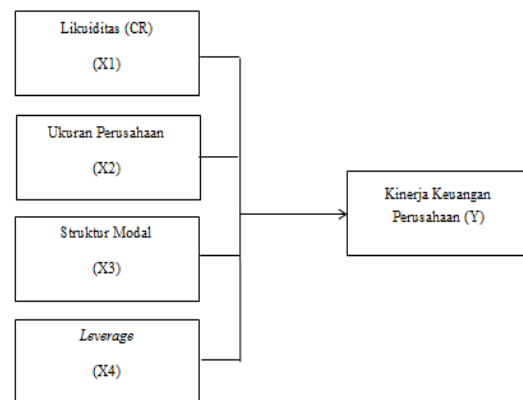 Likuiditas (CR)
(X1)
Ukuran Perusahaan
(X2)
Struktur Modal
(X3)
Leverage
(X4)
Kinerja Keuangan
Perusahaan (Y)